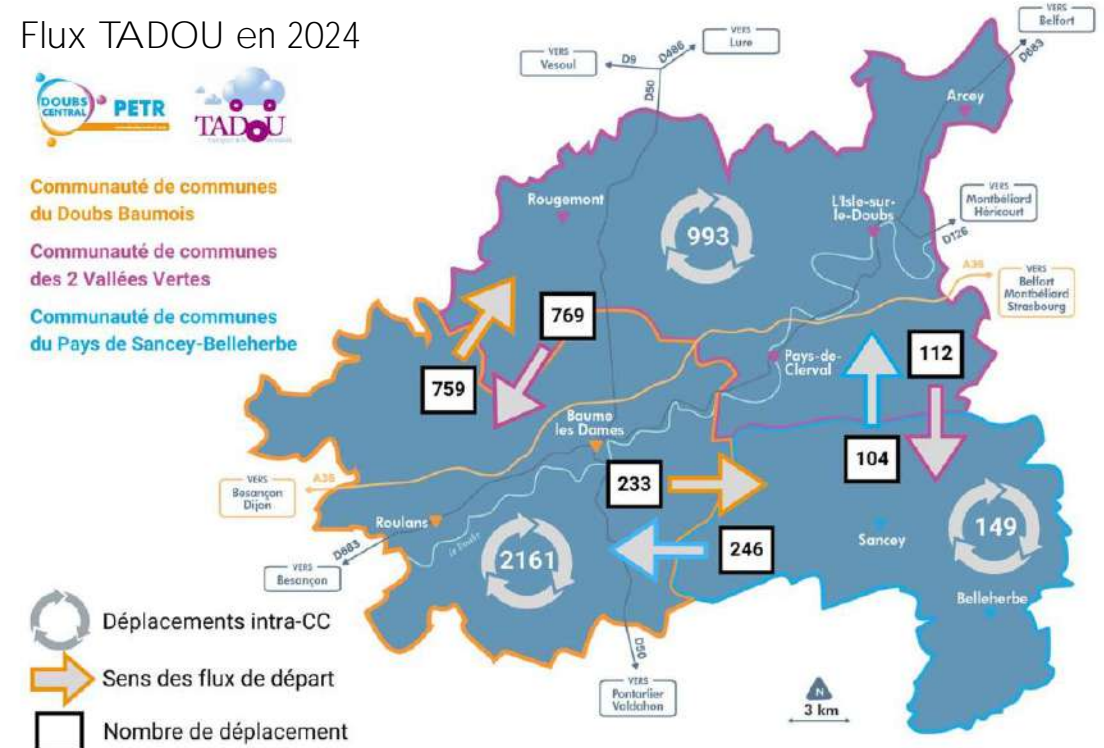 Flux TADOU en 2024
DOUBS
CENTRAL
PETR
TADOU
Communauté de communes
du Doubs Baumois
Communauté de communes
des 2 Vallées Vertes
Communauté de communes
du Pays de Sancey-Belleherbe
VERS
Belfort
D683
VERS
Lure
D486
VERS
Vesoul
D9
D50
Arcey
Rougemont
L'Isle-sur-
le-Doubs
VERS
Montbéliard
Héricourt
D126
993
A36
VERS
Belfort
Montbéliard
Strasbourg
769
759
112
Pays-de-
Clerval
Baume
les Dames
104
233
VERS
Besançon
Dijon
A36
Roulans
le Doubs
2161
246
Sancey
149
D683
VERS
Besançon
Belleherbe
D50
VERS
Pontarlier
Valdahon
N
3 km
Déplacements intra-CC
Sens des flux de départ
Nombre de déplacement